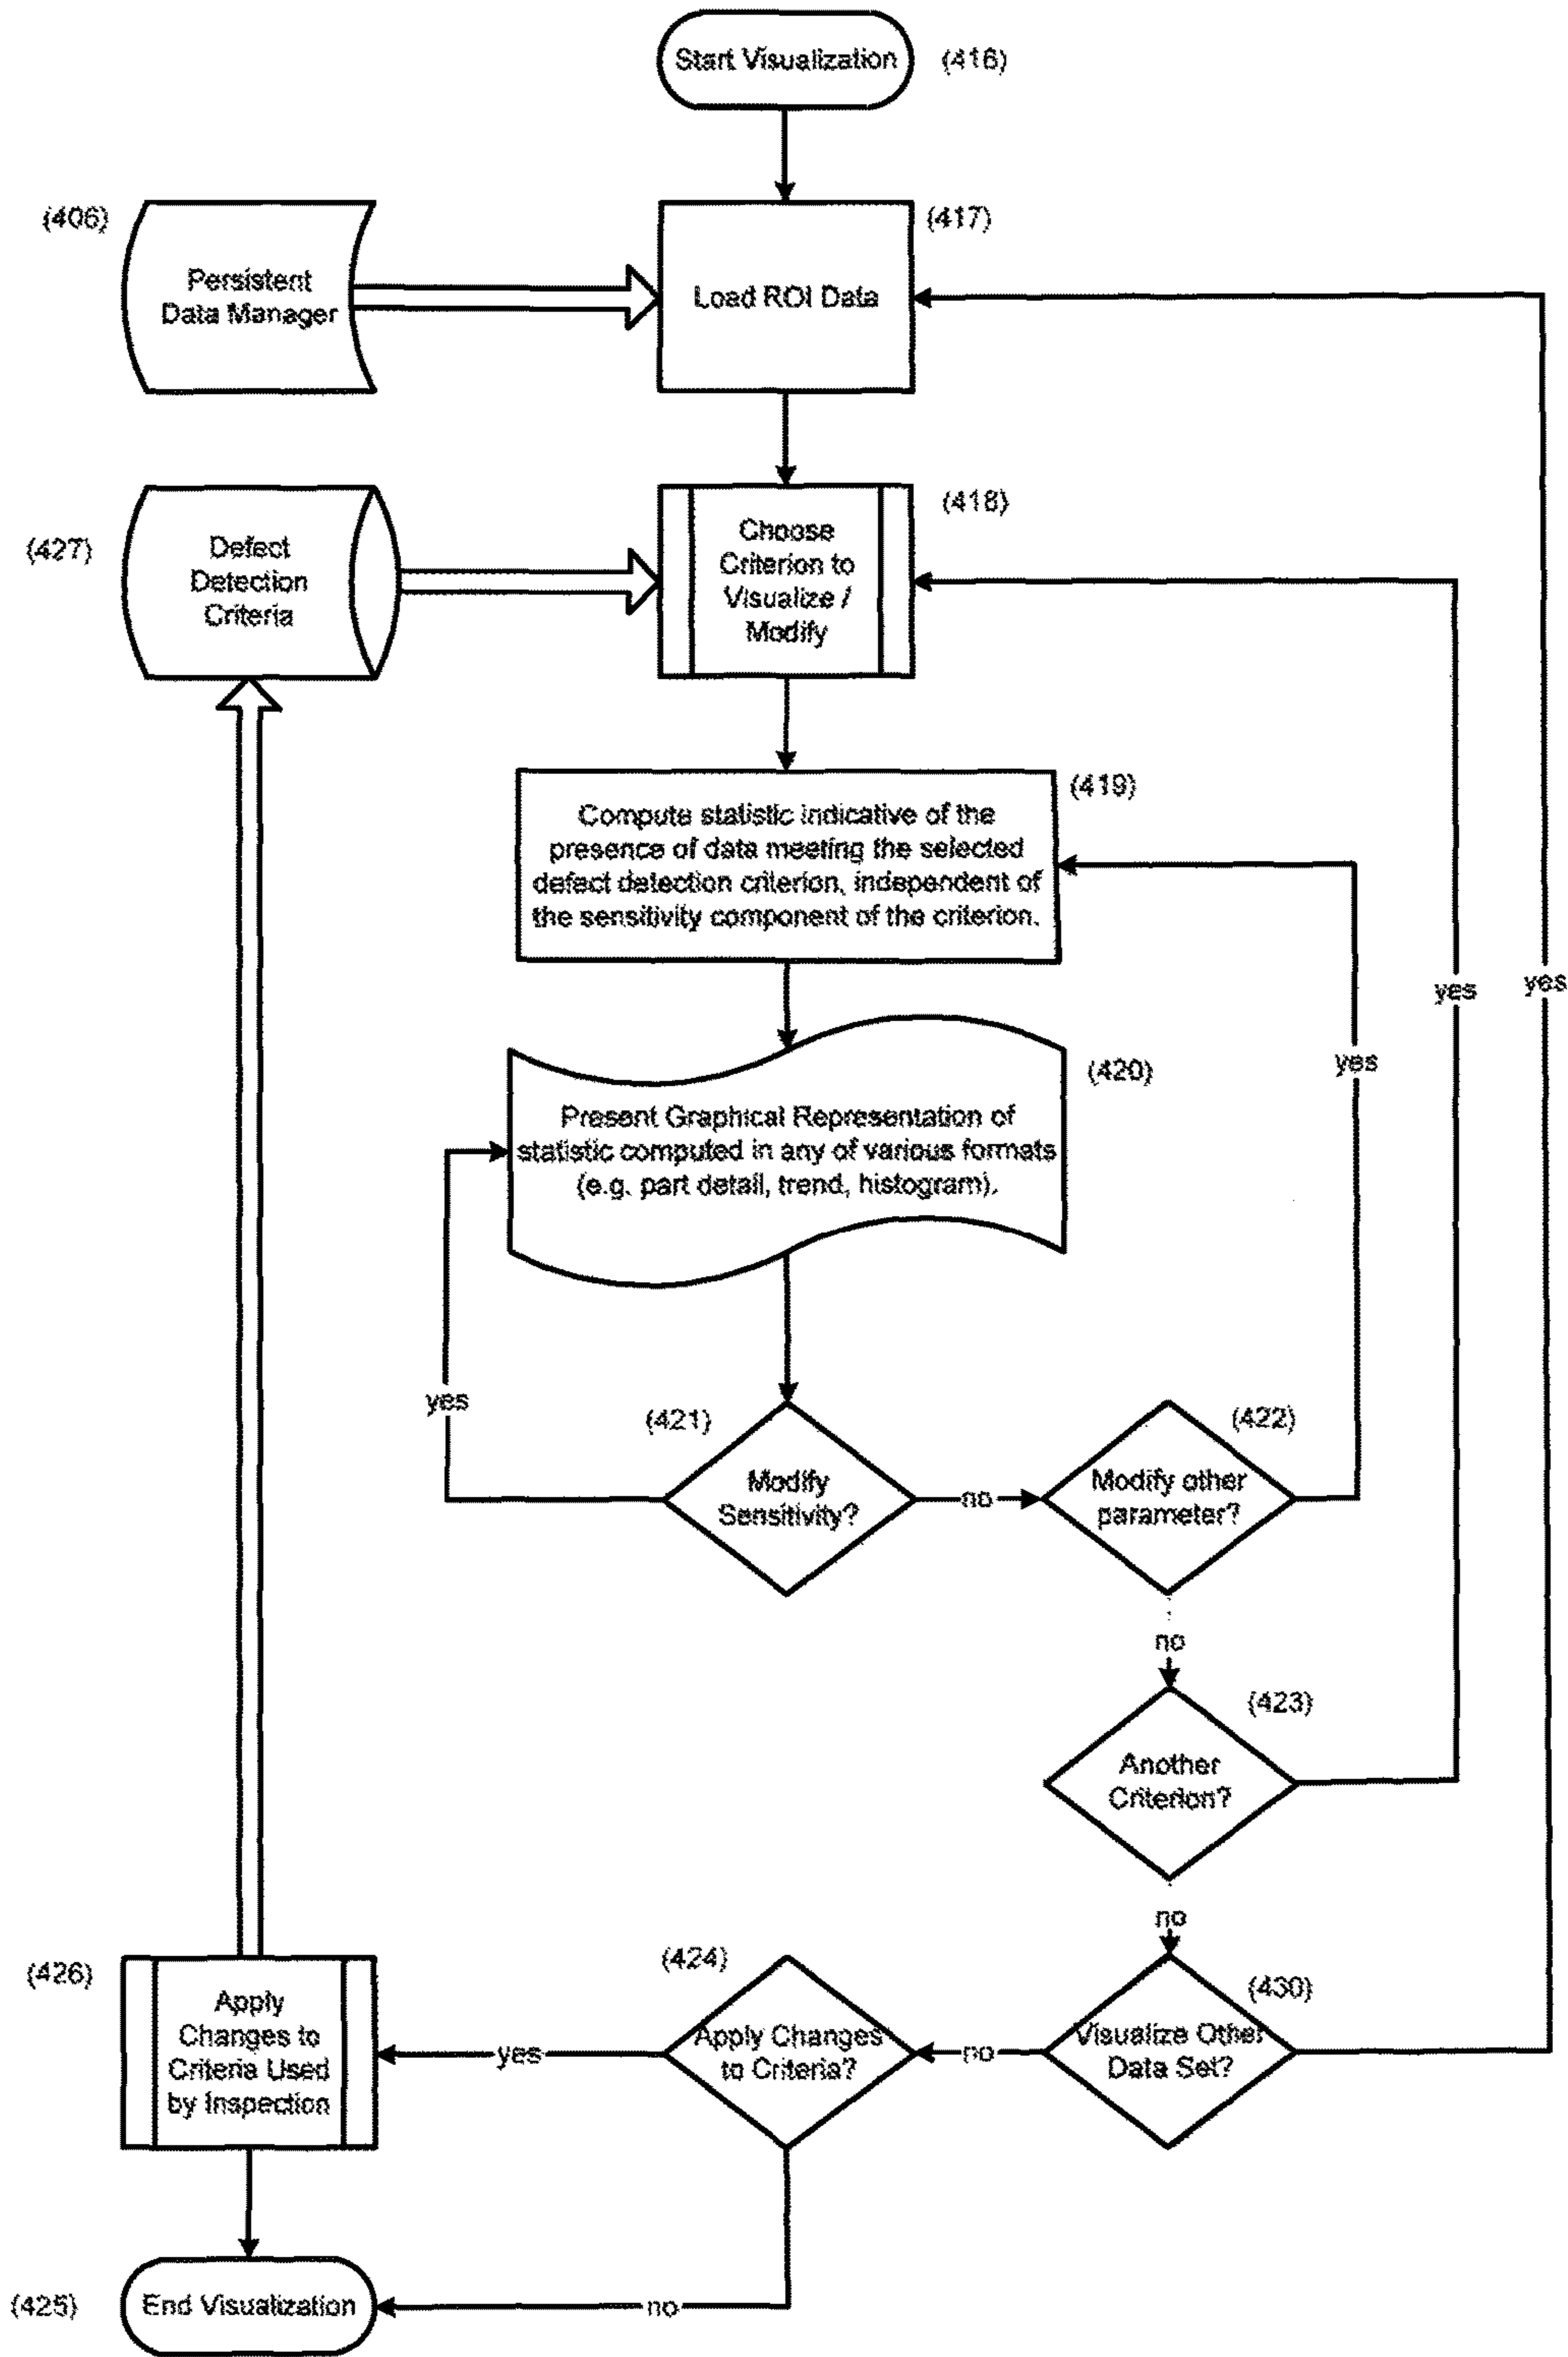 Start Visualization
(416)
(406)
Persistent
Data Manager
(417)
Load ROI Data
(427)
Defect
Detection
Criteria
(418)
Choose
Criterion to
Visualize /
Modify
(419)
Compute statistic indicative of the
presence of data meeting the selected
defect detection criterion, independent of
the sensitivity component of the criterion.
yes
yes
yes
(420)
Present Graphical Representation of
statistic computed in any of various formats
(e.g. part detail, trend, histogram).
yes
(421)
Modify
Sensitivity?
no
(422)
Modify other
parameter?
no
(423)
Another
Criterion?
no
(430)
Visualize Other
Data Set?
no
(424)
Apply Changes
to Criteria?
yes
(426)
Apply
Changes to
Criteria Used
by Inspection
(425)
End Visualization
no